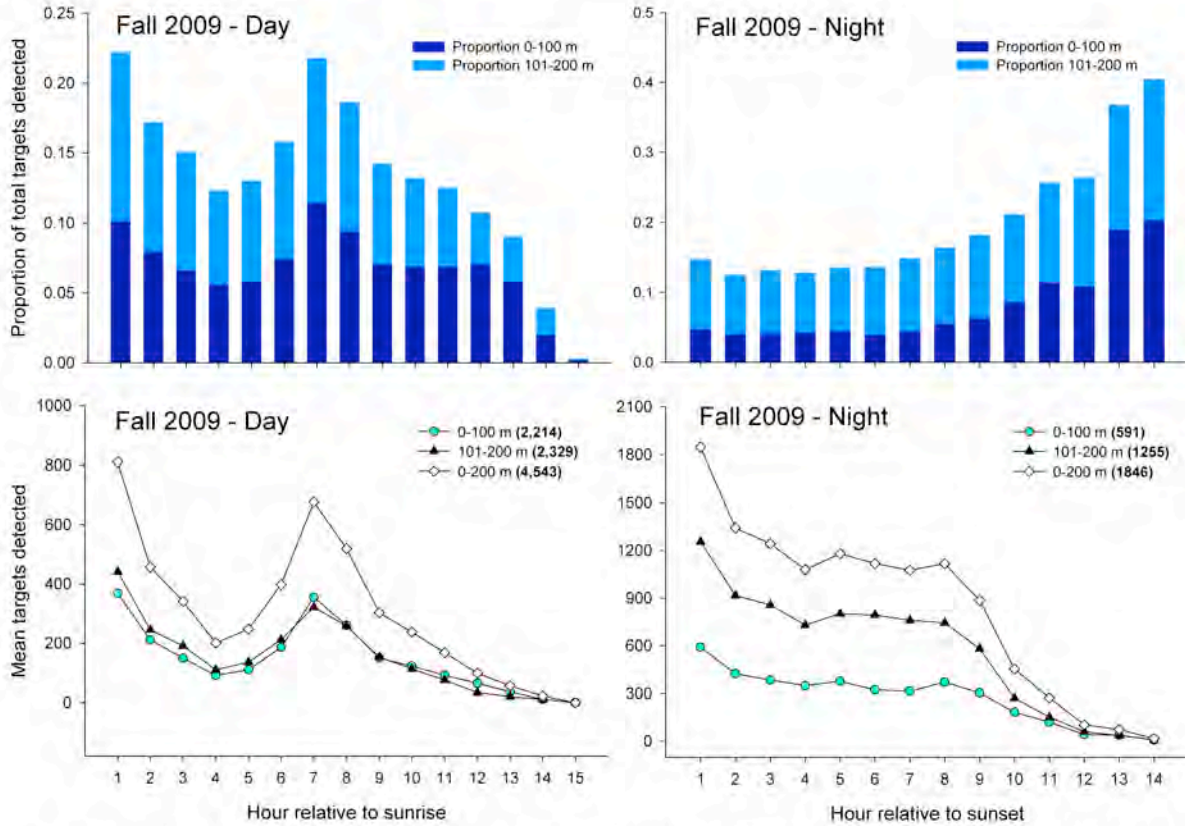 Fall 2009 - Day
Proportion 0-100 m
Proportion 101-200 m
Proportion of total targets detected
0.25
0.20
0.15
0.10
0.05
0.00
Fall 2009 - Night
Proportion 0-100 m
Proportion 101-200 m
0.5
0.4
0.3
0.2
0.1
0.0
Fall 2009 - Day
0-100 m (2,214)
101-200 m (2,329)
0-200 m (4,543)
Mean targets detected
1000
800
600
400
200
0
1 2 3 4 5 6 7 8 9 10 11 12 13 14 15
Hour relative to sunrise
Fall 2009 - Night
0-100 m (591)
101-200 m (1255)
0-200 m (1846)
2100
1800
1500
1200
900
600
300
0
1 2 3 4 5 6 7 8 9 10 11 12 13 14
Hour relative to sunset